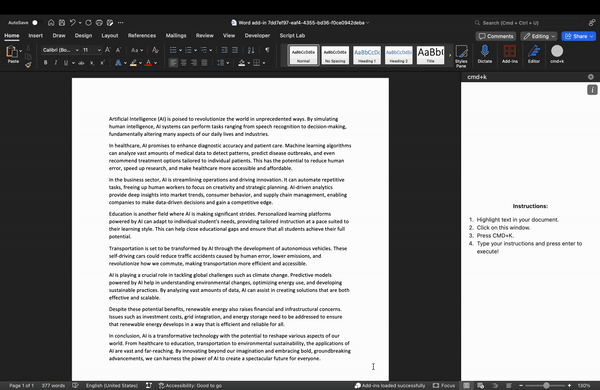 AutoSave
Word add-in 7dd7ef97-eaf4-4355-bd36-f0ce0942deba
Search (Cmd + Ctrl + U)
Home Insert Draw Design Layout References Mailings Review View Developer Script Lab
Comments Editing Share
Paste
Calibri (Bo... 11
Normal No Spacing Heading 1 Heading 2 Title
Styles Pane
Dictate Add-ins Editor cmd+k
cmd+k
Artificial Intelligence (AI) is poised to revolutionize the world in unprecedented ways. By simulating
human intelligence, AI systems can perform tasks ranging from speech recognition to decision-making,
fundamentally altering many aspects of our daily lives and industries.
In healthcare, AI promises to enhance diagnostic accuracy and patient care. Machine learning algorithms
can analyze vast amounts of medical data to detect patterns, predict disease outbreaks, and even
recommend treatment options tailored to individual patients. This has the potential to reduce human
error, speed up research, and make healthcare more accessible and affordable.
In the business sector, AI is streamlining operations and driving innovation. It can automate repetitive
tasks, freeing up human workers to focus on creativity and strategic planning. AI-driven analytics
provide deep insights into market trends, consumer behavior, and supply chain management, enabling
companies to make data-driven decisions and gain a competitive edge.
Education is another field where AI is making significant strides. Personalized learning platforms
powered by AI can adapt to individual student's needs, providing tailored instruction at a pace suited to
their learning style. This can help close educational gaps and ensure that all students achieve their full
potential.
Transportation is set to be transformed by AI through the development of autonomous vehicles. These
self-driving cars could reduce traffic accidents caused by human error, lower emissions, and
revolutionize how we commute, making transportation more efficient and accessible.
AI is playing a crucial role in tackling global challenges such as climate change. Predictive models
powered by AI help in understanding environmental changes, optimizing energy use, and developing
sustainable practices. By analyzing vast amounts of data, AI can assist in creating solutions that are both
effective and scalable.
Despite these potential benefits, renewable energy also raises financial and infrastructural concerns.
Issues such as investment costs, grid integration, and energy storage need to be addressed to ensure
that renewable energy develops in a way that is efficient and reliable for all.
In conclusion, AI is a transformative technology with the potential to reshape various aspects of our
world. From healthcare to education, transportation to environmental sustainability, the applications of
AI are vast and far-reaching. By innovating beyond our imagination and embracing bold, groundbreaking
advancements, we can harness the power of AI to create a spectacular future for everyone.
Instructions:
1. Highlight text in your document.
2. Click on this window.
3. Press CMD+K.
4. Type your instructions and press enter to
execute!
Page 1 of 1 377 words English (United States) Accessibility: Good to go Add-ins loaded successfully Focus 130%